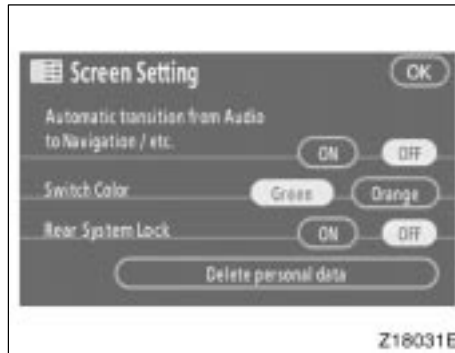 Screen Setting
OK
Automatic transition from Audio
to Navigation / etc.
ON OFF
Switch Color Green Orange
Rear System Lock ON OFF
Delete personal data
Z18031E